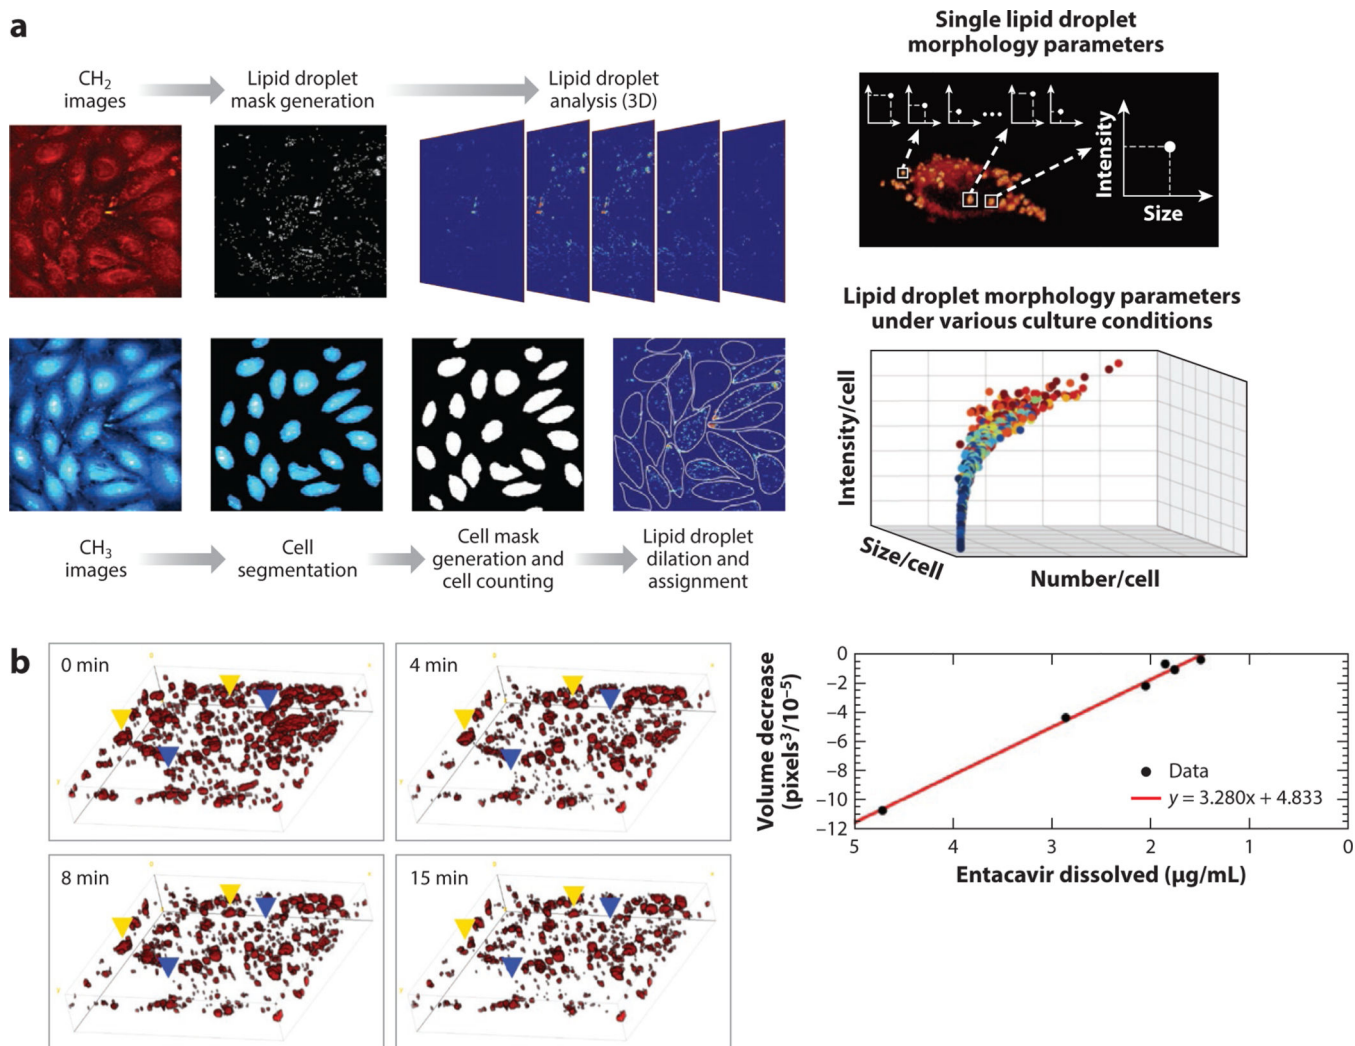 a
CH₂
images
Lipid droplet
mask generation
Lipid droplet
analysis (3D)
Single lipid droplet
morphology parameters
Intensity
Size
CH₃
images
Cell
segmentation
Cell mask
generation and
cell counting
Lipid droplet
dilation and
assignment
Lipid droplet morphology parameters
under various culture conditions
Intensity/cell
Size/cell
Number/cell
b
0 min
4 min
8 min
15 min
Volume decrease
(pixels³/10⁻⁵)
0
–2
–4
–6
–8
–10
–12
Data
y = 3.280x + 4.833
5
4
3
2
1
0
Entacavir dissolved (μg/mL)